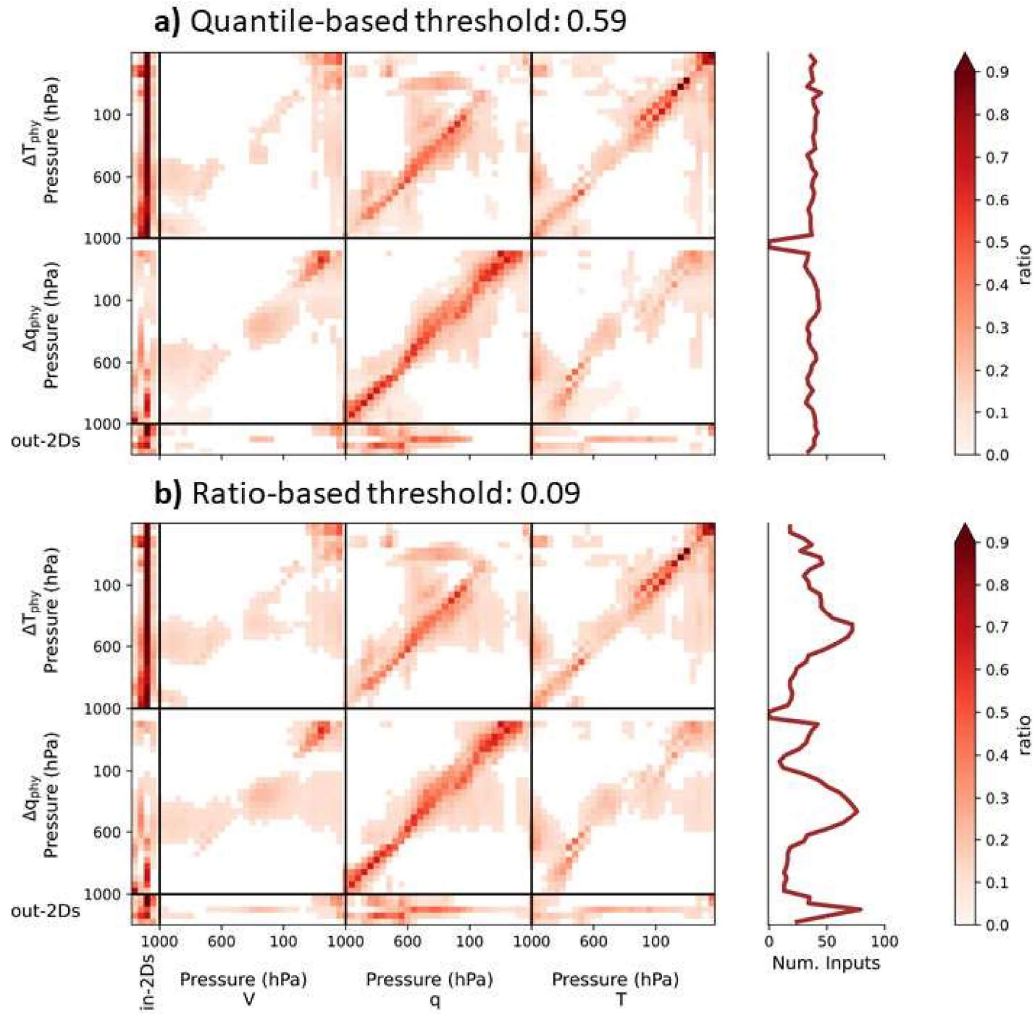 a) Quantile-based threshold: 0.59
ΔTphy
Pressure (hPa)
100
600
1000
Δqphy
Pressure (hPa)
100
600
1000
out-2Ds
ratio
0.9
0.8
0.7
0.6
0.5
0.4
0.3
0.2
0.1
0.0
b) Ratio-based threshold: 0.09
ΔTphy
Pressure (hPa)
100
600
1000
Δqphy
Pressure (hPa)
100
600
1000
out-2Ds
in-2Ds
1000 600 100 1000 600 100 1000 600 100
Pressure (hPa) Pressure (hPa) Pressure (hPa)
V q T
0 50 100
Num. Inputs
ratio
0.9
0.8
0.7
0.6
0.5
0.4
0.3
0.2
0.1
0.0